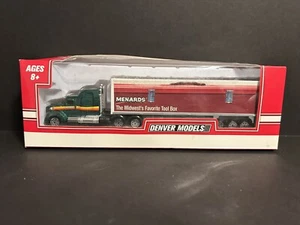 AGES
8+
MENARDS
The Midwest's Favorite Tool Box
DENVER MODELS